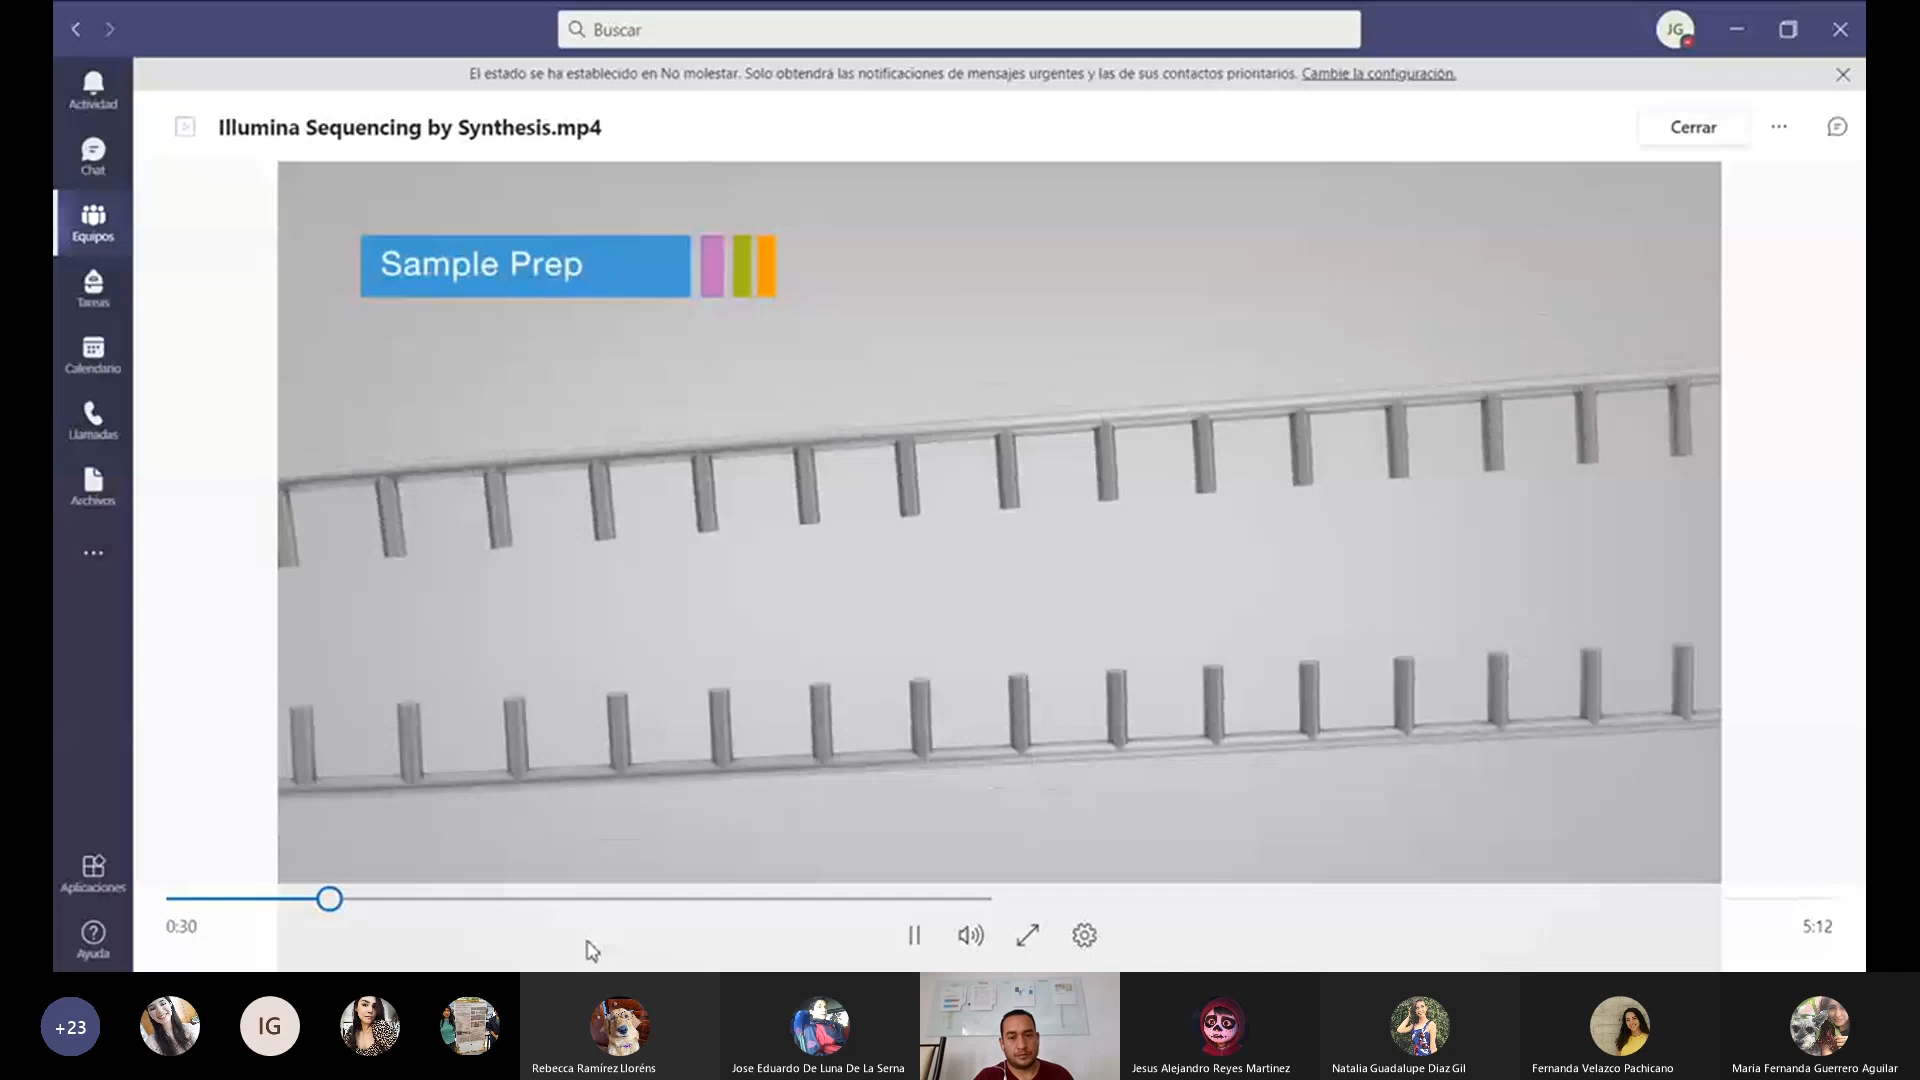 Buscar
JG
El estado se ha establecido en No molestar. Solo obtendrá las notificaciones de mensajes urgentes y las de sus contactos prioritarios. Cambie la configuración.
Actividad
Chat
Equipos
Tareas
Calendario
Llamadas
Archivos
Aplicaciones
Ayuda
Illumina Sequencing by Synthesis.mp4
Cerrar
Sample Prep
0:30
5:12
+23
IG
Rebecca Ramírez Lloréns
Jose Eduardo De Luna De La Serna
Jesus Alejandro Reyes Martinez
Natalia Guadalupe Diaz Gil
Fernanda Velazco Pachicano
Maria Fernanda Guerrero Aguilar